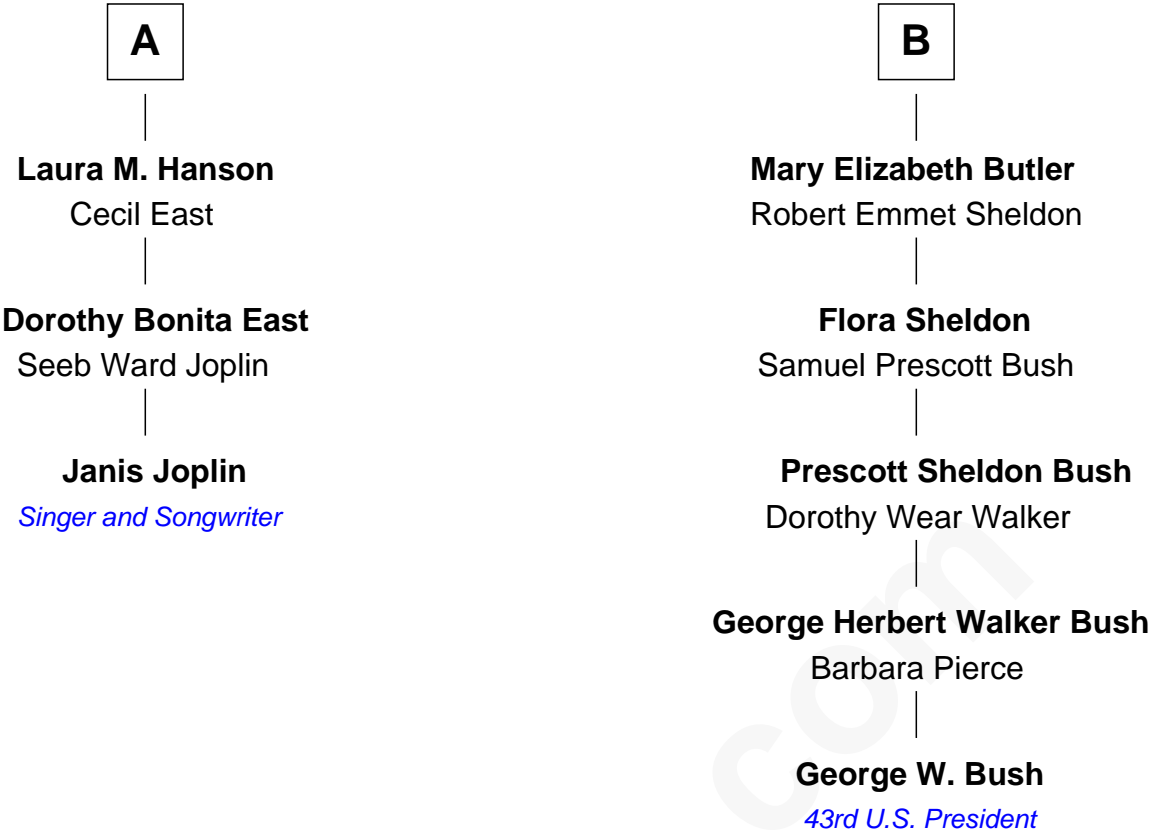 A
Laura M. Hanson
Cecil East
Dorothy Bonita East
Seeb Ward Joplin
Janis Joplin
Singer and Songwriter
B
Mary Elizabeth Butler
Robert Emmet Sheldon
Flora Sheldon
Samuel Prescott Bush
Prescott Sheldon Bush
Dorothy Wear Walker
George Herbert Walker Bush
Barbara Pierce
George W. Bush
43rd U.S. President
com